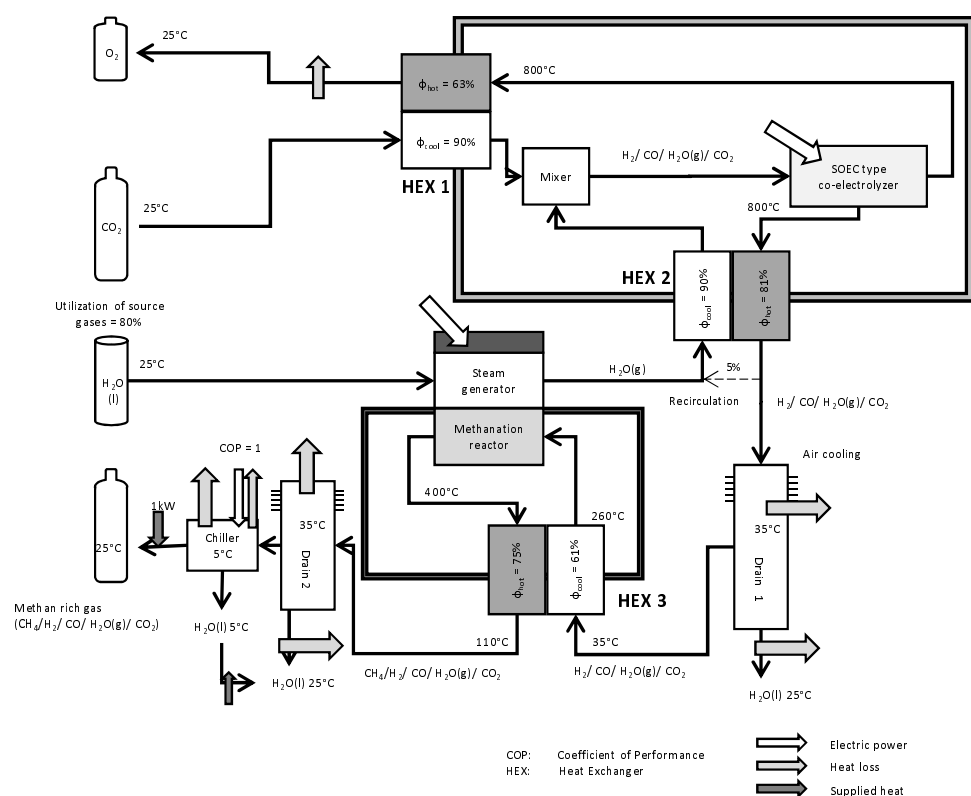 25°C
O2
ϕhot = 63%
800°C
ϕcool = 90%
HEX 1
H2/ CO/ H2O(g)/ CO2
Mixer
SOEC type
co-electrolyzer
25°C
CO2
800°C
HEX 2
ϕcool = 90%
ϕhot = 81%
Utilization of source
gases = 80%
25°C
H2O
(l)
Steam
generator
H2O(g)
5%
Recirculation
H2/ CO/ H2O(g)/ CO2
Methanation
reactor
COP = 1
Air cooling
400°C
260°C
1kW
25°C
Chiller
5°C
35°C
Drain 2
ϕhot = 75%
ϕcool = 61%
HEX 3
35°C
Drain 1
Methan rich gas
(CH4/H2/ CO/ H2O(g)/ CO2)
H2O(l) 5°C
110°C
35°C
CH4/H2/ CO/ H2O(g)/ CO2
H2/ CO/ H2O(g)/ CO2
H2O(l) 25°C
H2O(l) 25°C
COP: Coefficient of Performance
HEX: Heat Exchanger
Electric power
Heat loss
Supplied heat